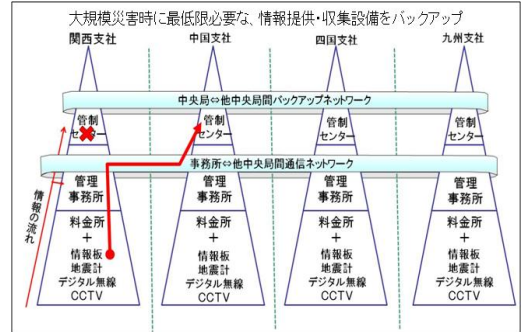 大規模災害時に最低限必要な、情報提供・収集設備をバックアップ
関西支社
中国支社
四国支社
九州支社
中央局⇔他中央局間バックアップネットワーク
管制
センター
管制
センター
管制
センター
管制
センター
事務所⇔他中央局間通信ネットワーク
情報の流れ
管理
事務所
管理
事務所
管理
事務所
管理
事務所
料金所
+
情報板
地震計
デジタル無線
CCTV
料金所
+
情報板
地震計
デジタル無線
CCTV
料金所
+
情報板
地震計
デジタル無線
CCTV
料金所
+
情報板
地震計
デジタル無線
CCTV